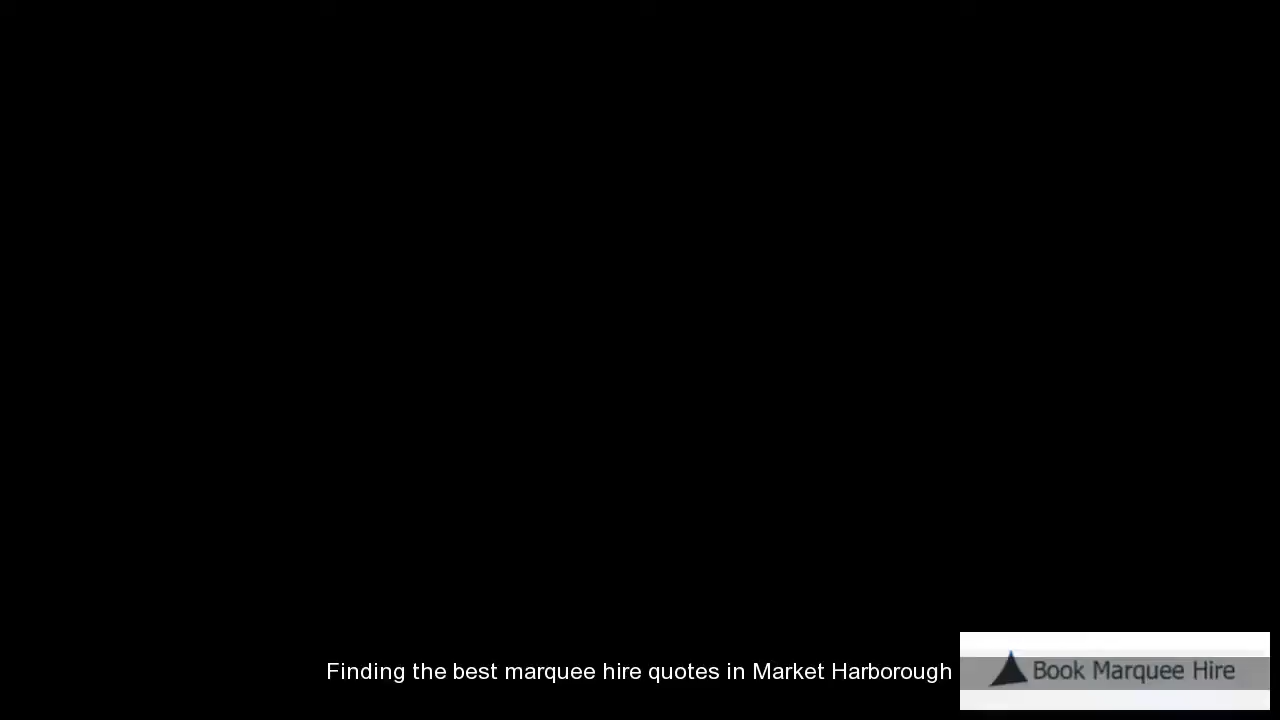 Finding the best marquee hire quotes in Market Harborough
Book Marquee Hire